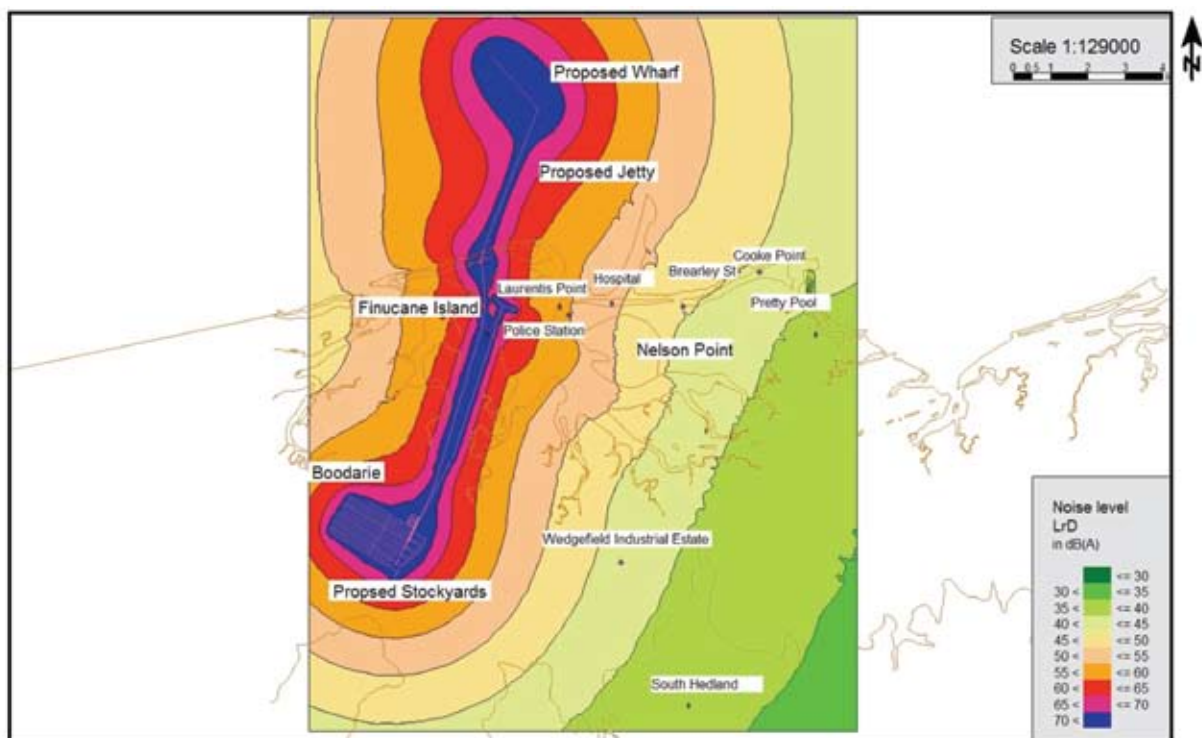 Scale 1:129000
0 0.5 1 2 3 4
N
Proposed Wharf
Proposed Jetty
Cooke Point
Brearley St
Hospital
Laurentis Point
Pretty Pool
Finucane Island
Police Station
Nelson Point
Boodarie
Wedgefield Industrial Estate
Propsed Stockyards
South Hedland
Noise level
LrD
in dB(A)
<= 30
30 < <= 35
35 < <= 40
40 < <= 45
45 < <= 50
50 < <= 55
55 < <= 60
60 < <= 65
65 < <= 70
70 <